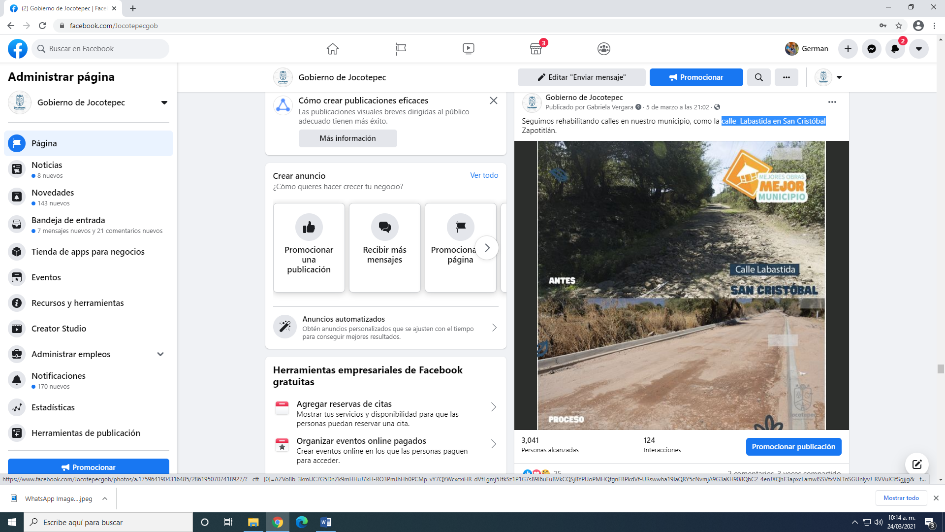 (2) Gobierno de Jocotepec | Face
facebook.com/Jocotepecgob
Buscar en Facebook
3
German
2
Administrar página
Gobierno de Jocotepec
Página
Noticias
8 nuevos
Novedades
143 nuevos
Bandeja de entrada
7 mensajes nuevos y 21 comentarios nuevos
Tienda de apps para negocios
Eventos
Recursos y herramientas
Creator Studio
Administrar empleos
Notificaciones
170 nuevos
Estadísticas
Herramientas de publicación
Promocionar
Gobierno de Jocotepec
Editar "Enviar mensaje"
Promocionar
Cómo crear publicaciones eficaces
Las publicaciones visuales breves dirigidas al público
adecuado tienen más éxito.
Más información
Crear anuncio
Ver todo
¿Cómo quieres hacer crecer tu negocio?
Promocionar
una
publicación
Recibir más
mensajes
Promociona
página
Anuncios automatizados
Obtén anuncios personalizados que se ajusten con el tiempo
para conseguir mejores resultados.
Herramientas empresariales de Facebook
gratuitas
Agregar reservas de citas
Mostrar tus servicios y disponibilidad para que las
personas puedan reservar una cita.
Organizar eventos online pagados
Crear eventos online en los que las personas paguen
para acceder.
Gobierno de Jocotepec
Publicado por Gabriela Vergara · 5 de marzo a las 21:02 ·
Seguimos rehabilitando calles en nuestro municipio, como la calle Labastida en San Cristóbal
Zapotitlán.
MEJORES OBRAS
MEJOR
MUNICIPIO
Calle Labastida
SAN CRISTÓBAL
ANTES
PROCESO
3,041
Personas alcanzadas
124
Interacciones
Promocionar publicación
2 comentarios 3 veces compartido
WhatsApp Image....jpeg
Mostrar todo
Escribe aquí para buscar
10:14 a.m.
24/03/2021